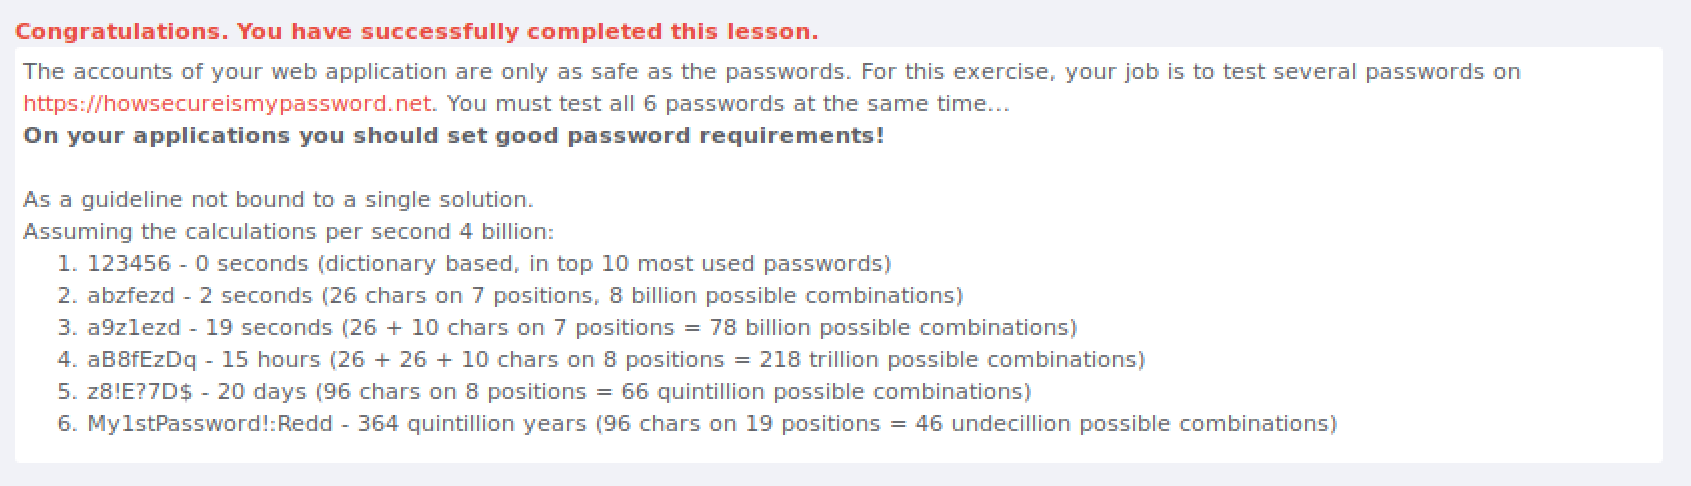 Congratulations. You have successfully completed this lesson.
The accounts of your web application are only as safe as the passwords. For this exercise, your job is to test several passwords on
https://howsecureismypassword.net. You must test all 6 passwords at the same time...
On your applications you should set good password requirements!
As a guideline not bound to a single solution.
Assuming the calculations per second 4 billion:
1. 123456 - 0 seconds (dictionary based, in top 10 most used passwords)
2. abzfezd - 2 seconds (26 chars on 7 positions, 8 billion possible combinations)
3. a9z1ezd - 19 seconds (26 + 10 chars on 7 positions = 78 billion possible combinations)
4. aB8fEzDq - 15 hours (26 + 26 + 10 chars on 8 positions = 218 trillion possible combinations)
5. z8!E?7D$ - 20 days (96 chars on 8 positions = 66 quintillion possible combinations)
6. My1stPassword!:Redd - 364 quintillion years (96 chars on 19 positions = 46 undecillion possible combinations)